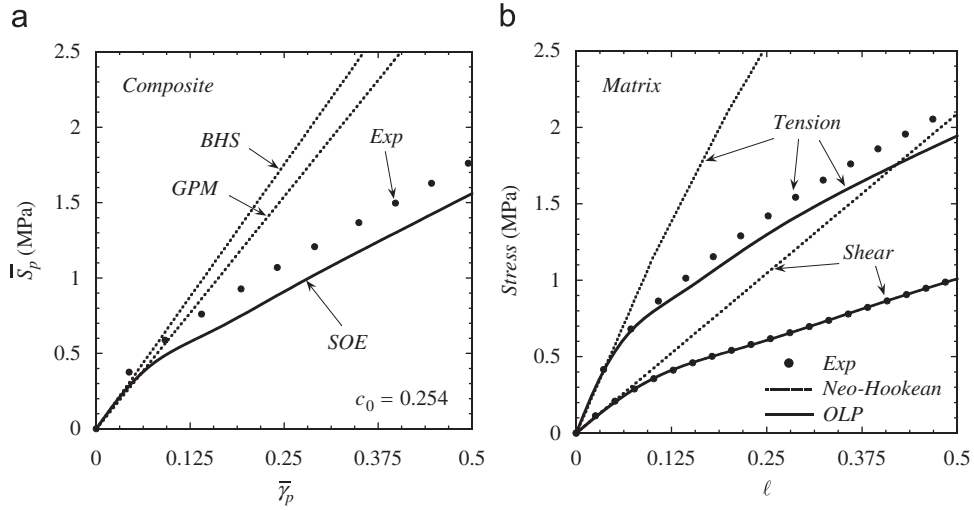 a
2.5
2
1.5
1
0.5
0
0
0.125
0.25
0.375
0.5
S̅p (MPa)
γ̅p
Composite
BHS
GPM
Exp
SOE
c0 = 0.254
b
2.5
2
1.5
1
0.5
0
0
0.125
0.25
0.375
0.5
Stress (MPa)
ℓ
Matrix
Tension
Shear
Exp
Neo-Hookean
OLP